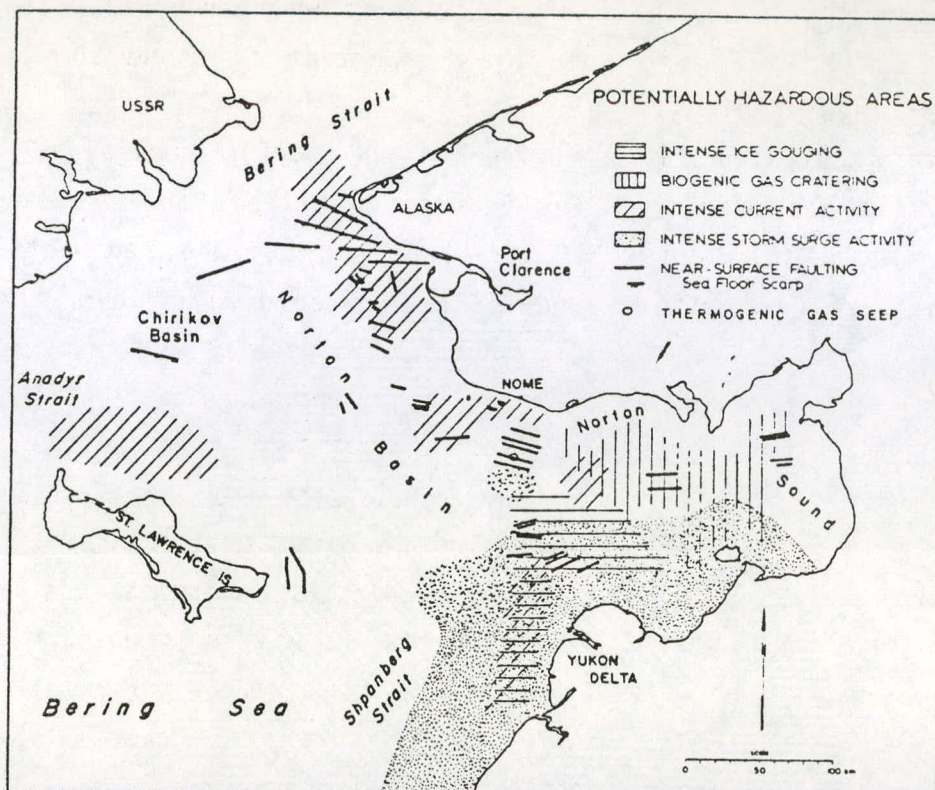 USSR
Bering Strait
ALASKA
Port
Clarence
POTENTIALLY HAZARDOUS AREAS
INTENSE ICE GOUGING
BIOGENIC GAS CRATERING
INTENSE CURRENT ACTIVITY
INTENSE STORM SURGE ACTIVITY
NEAR-SURFACE FAULTING
Sea Floor Scarp
THERMOGENIC GAS SEEP
Chirikov
Basin
Norton Basin
Anadyr
Strait
NOME
Norton Sound
ST. LAWRENCE IS
Shpanberg
Strait
YUKON
DELTA
Bering Sea
SCALE
0 50 100 km